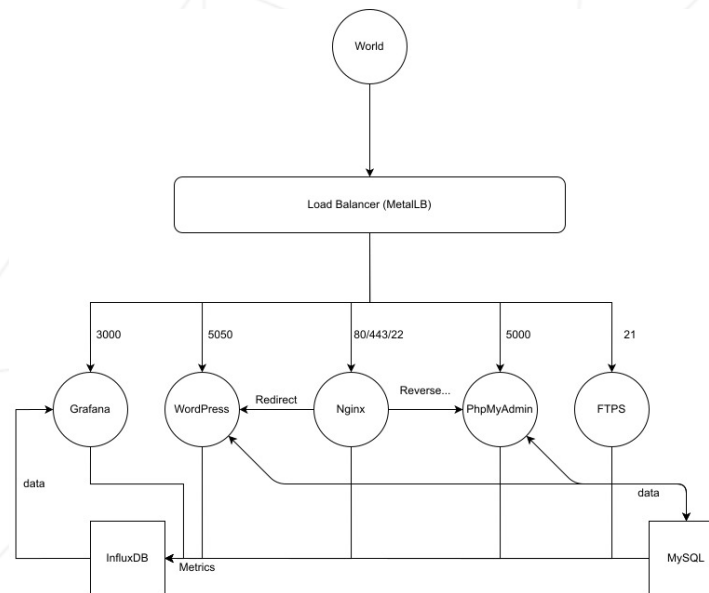 World
Load Balancer (MetalLB)
3000
5050
80/443/22
5000
21
Grafana
WordPress
Redirect
Nginx
Reverse...
PhpMyAdmin
FTPS
data
data
InfluxDB
Metrics
MySQL